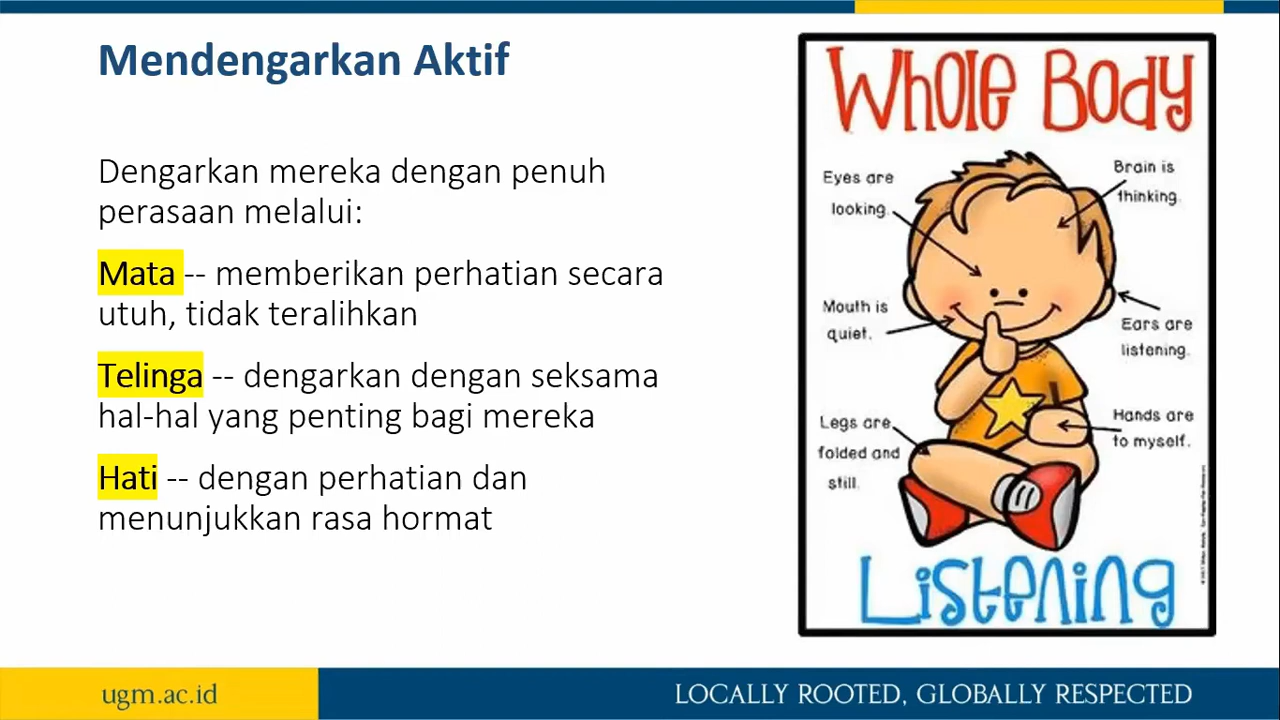 Mendengarkan Aktif
Dengarkan mereka dengan penuh
perasaan melalui:
Mata -- memberikan perhatian secara
utuh, tidak teralihkan
Telinga -- dengarkan dengan seksama
hal-hal yang penting bagi mereka
Hati -- dengan perhatian dan
menunjukkan rasa hormat
Whole Body
Eyes are
looking.
Brain is
thinking.
Mouth is
quiet.
Ears are
listening.
Legs are
folded and
still.
Hands are
to myself.
Listening
ugm.ac.id
LOCALLY ROOTED, GLOBALLY RESPECTED